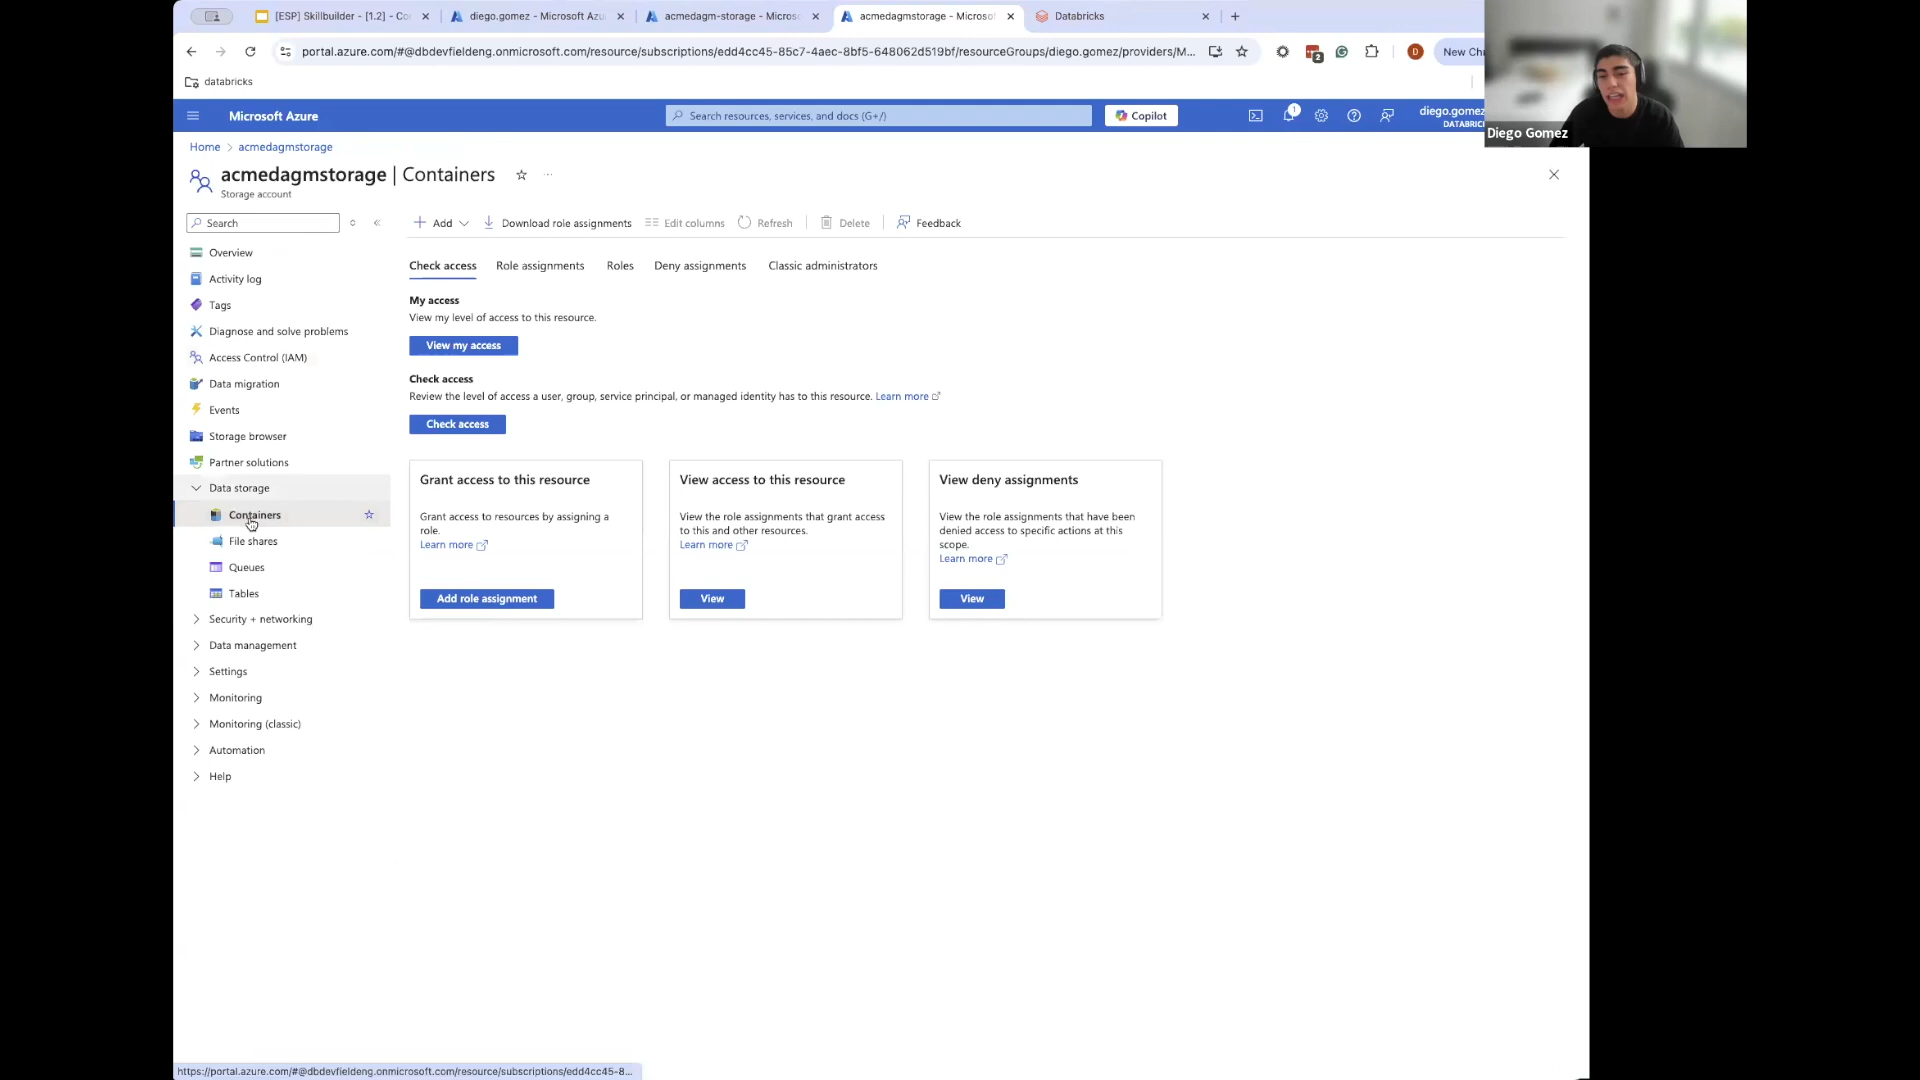 [ESP] Skillbuilder - [1.2] - Co
diego.gomez - Microsoft Azu
acmedagm-storage - Micros
acmedagmstorage - Microsof
Databricks
portal.azure.com/#@dbdevfieldeng.onmicrosoft.com/resource/subscriptions/edd4cc45-85c7-4aec-8bf5-648062d519bf/resourceGroups/diego.gomez/providers/M...
2
D
New Chr
databricks
Microsoft Azure
Search resources, services, and docs (G+/)
Copilot
1
diego.gomez
DATABRIC
Diego Gomez
Home > acmedagmstorage
acmedagmstorage | Containers
Storage account
Search
Add
Download role assignments
Edit columns
Refresh
Delete
Feedback
Overview
Activity log
Tags
Diagnose and solve problems
Access Control (IAM)
Data migration
Events
Storage browser
Partner solutions
Data storage
Containers
File shares
Queues
Tables
Security + networking
Data management
Settings
Monitoring
Monitoring (classic)
Automation
Help
Check access
Role assignments
Roles
Deny assignments
Classic administrators
My access
View my level of access to this resource.
View my access
Check access
Review the level of access a user, group, service principal, or managed identity has to this resource. Learn more
Check access
Grant access to this resource
Grant access to resources by assigning a
role.
Learn more
Add role assignment
View access to this resource
View the role assignments that grant access
to this and other resources.
Learn more
View
View deny assignments
View the role assignments that have been
denied access to specific actions at this
scope.
Learn more
View
https://portal.azure.com/#@dbdevfieldeng.onmicrosoft.com/resource/subscriptions/edd4cc45-8...